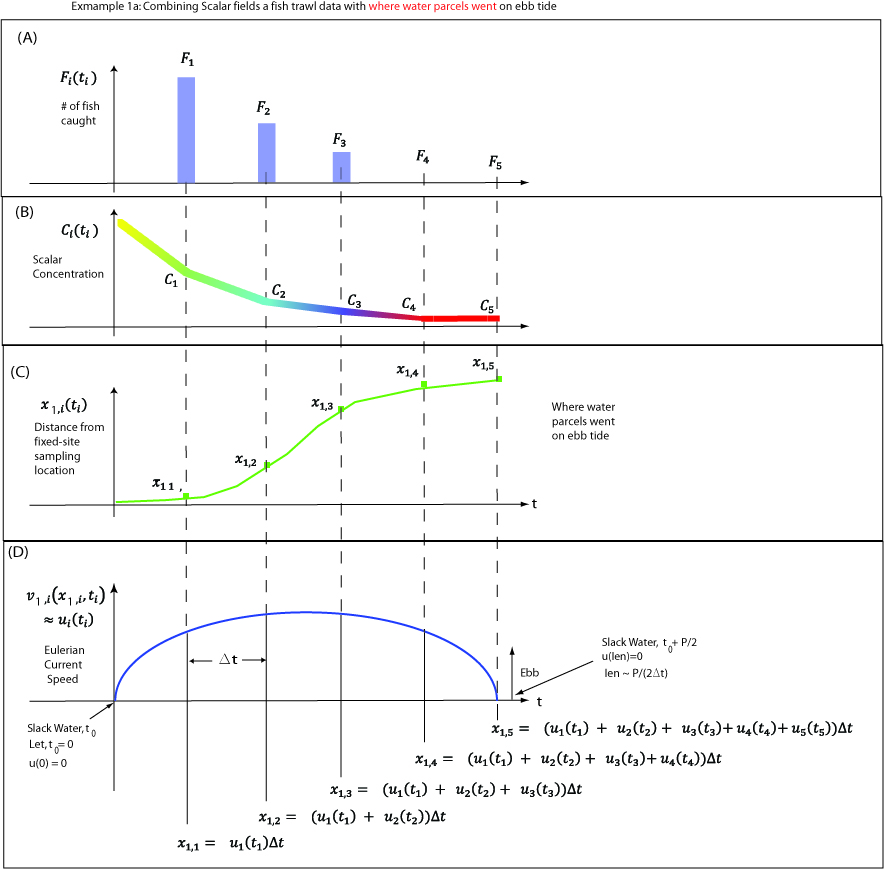 Exmample 1a: Combining Scalar fields a fish trawl data with where water parcels went on ebb tide
(A)
F₁
Fᵢ(tᵢ)
# of fish
caught
F₂
F₃
F₄
F₅
(B)
Cᵢ(tᵢ)
Scalar
Concentration
C₁
C₂
C₃
C₄
C₅
(C)
x₁,ᵢ(tᵢ)
Distance from
fixed-site
sampling
location
x₁ ₁ ,
x₁,₂
x₁,₃
x₁,₄
x₁,₅
Where water
parcels went
on ebb tide
t
(D)
v₁,ᵢ(x₁,ᵢ,tᵢ)
≈ uᵢ(tᵢ)
Eulerian
Current
Speed
Δt
Ebb
t
Slack Water, t₀+ P/2
u(len)=0
len ~ P/(2Δt)
Slack Water, t₀
Let, t₀= 0
u(0) = 0
x₁,₅ = (u₁(t₁) + u₂(t₂) + u₃(t₃)+u₄(t₄)+ u₅(t₅))Δt
x₁,₄ = (u₁(t₁) + u₂(t₂) + u₃(t₃)+u₄(t₄))Δt
x₁,₃ = (u₁(t₁) + u₂(t₂) + u₃(t₃))Δt
x₁,₂ = (u₁(t₁) + u₂(t₂))Δt
x₁,₁ = u₁(t₁)Δt